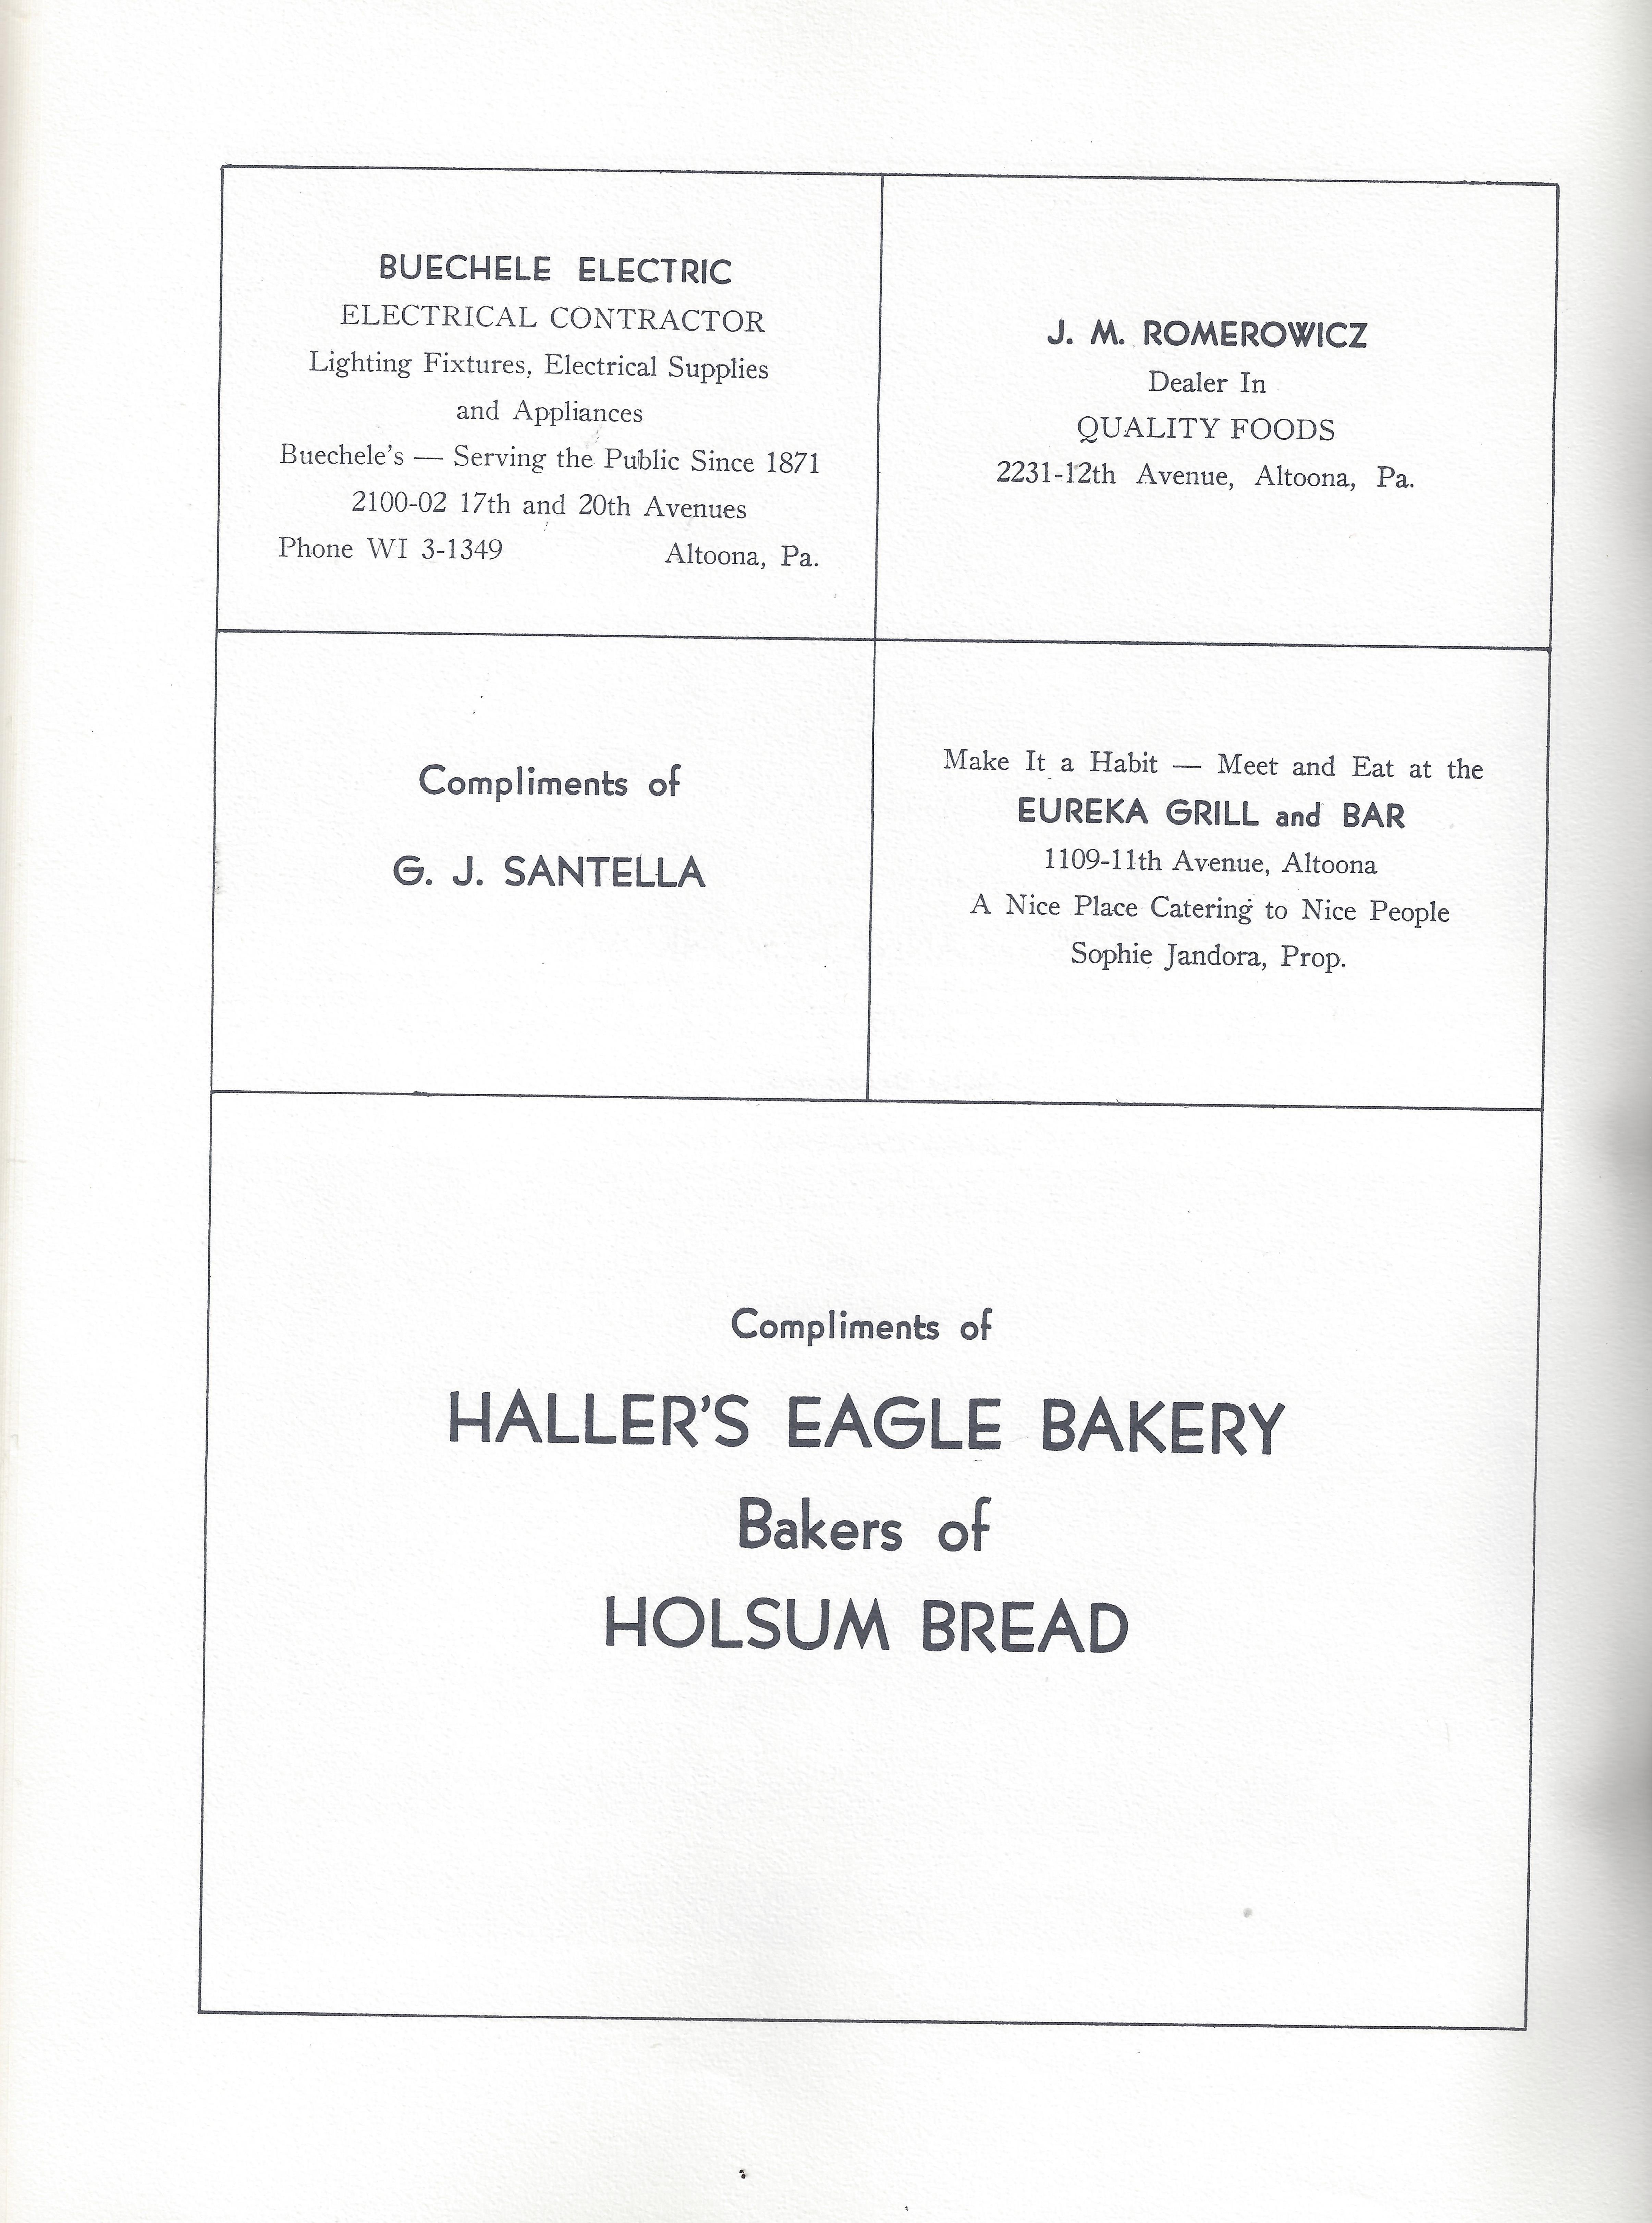 BUECHELE ELECTRIC
ELECTRICAL CONTRACTOR
Lighting Fixtures, Electrical Supplies
and Appliances
Buechele's — Serving the Public Since 1871
2100-02 17th and 20th Avenues
Phone WI 3-1349 Altoona, Pa.
J. M. ROMEROWICZ
Dealer In
QUALITY FOODS
2231-12th Avenue, Altoona, Pa.
Compliments of
G. J. SANTELLA
Make It a Habit — Meet and Eat at the
EUREKA GRILL and BAR
1109-11th Avenue, Altoona
A Nice Place Catering to Nice People
Sophie Jandora, Prop.
Compliments of
HALLER'S EAGLE BAKERY
Bakers of
HOLSUM BREAD